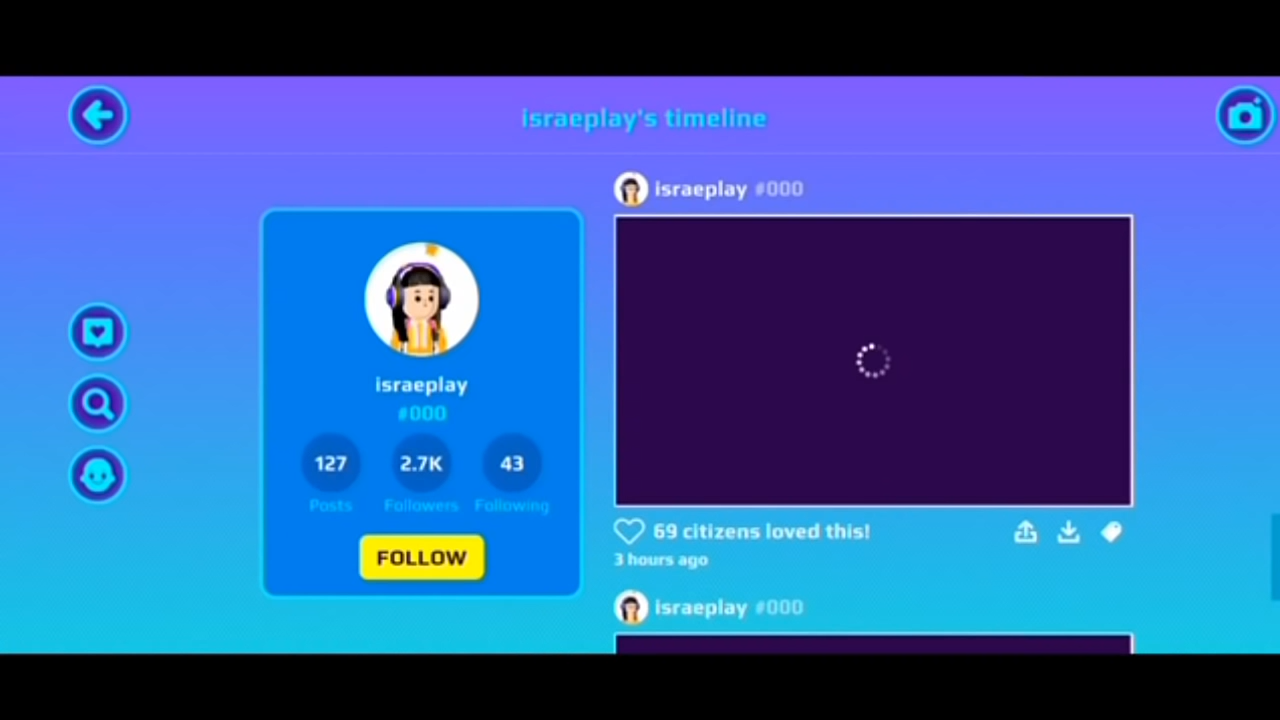 israeplay's timeline
israeplay
#000
127
2.7K
43
Posts
Followers
Following
FOLLOW
israeplay #000
69 citizens loved this!
3 hours ago
israeplay #000